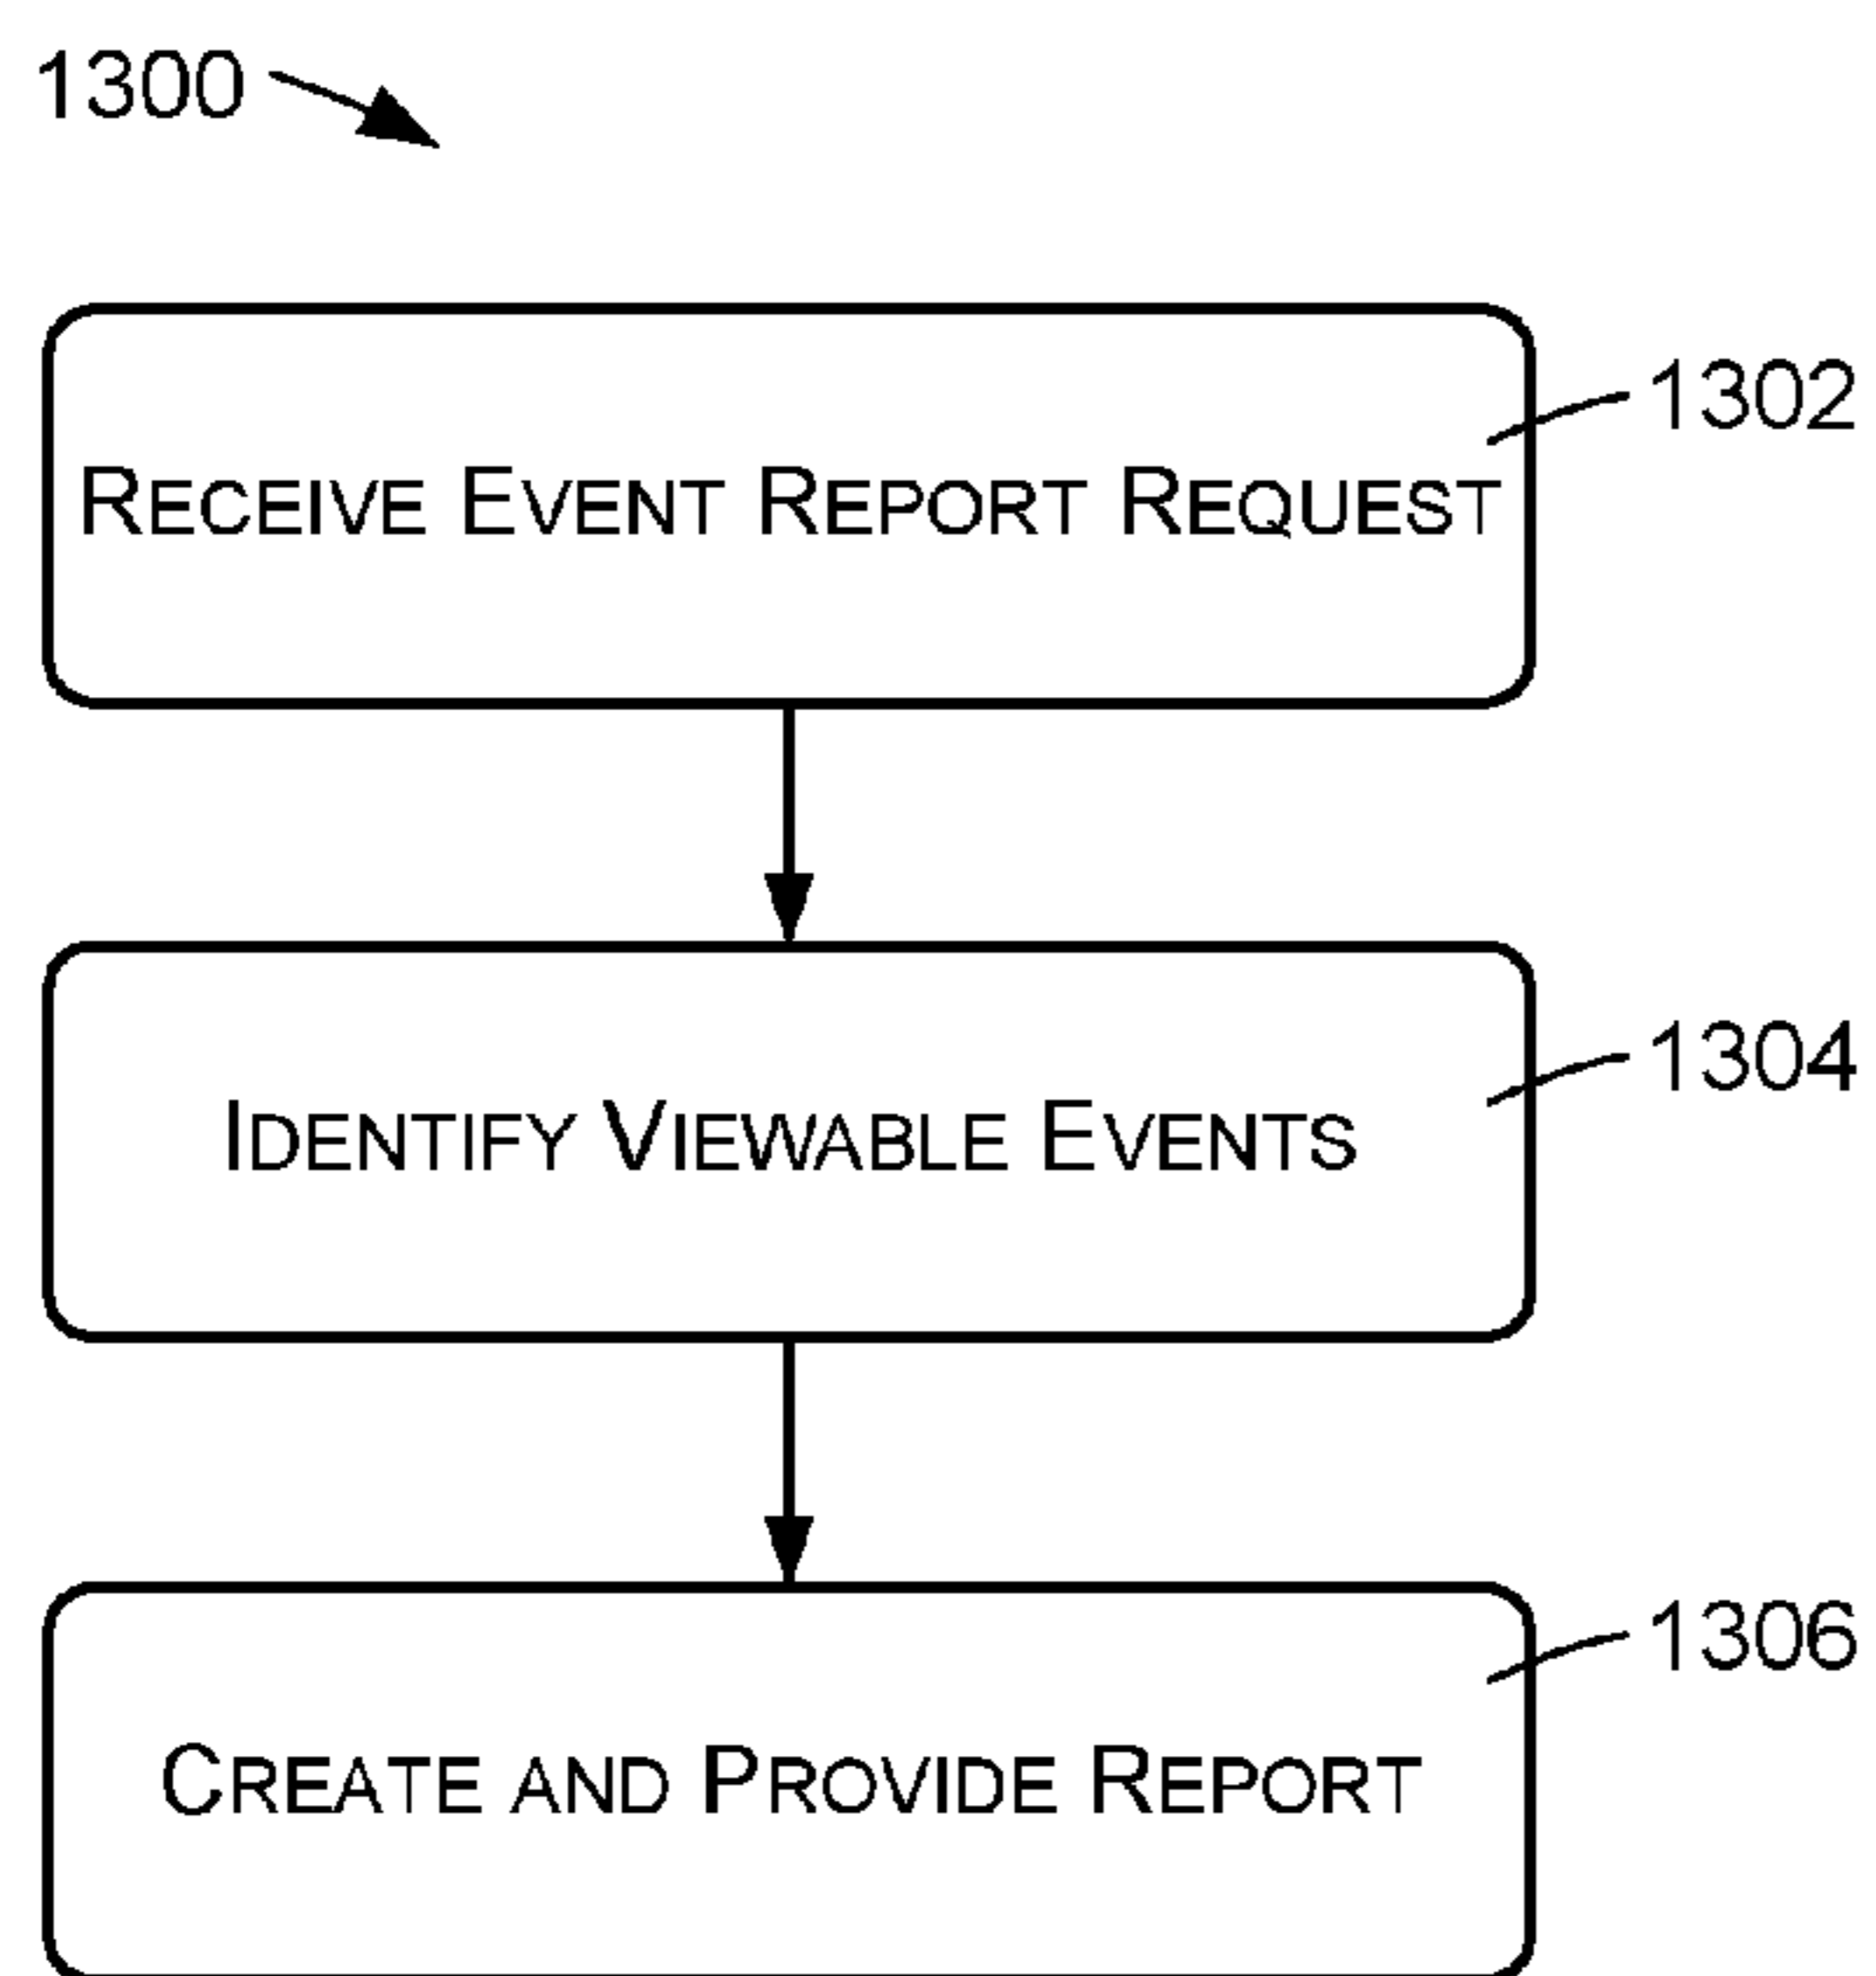 1300
RECEIVE EVENT REPORT REQUEST
1302
IDENTIFY VIEWABLE EVENTS
1304
CREATE AND PROVIDE REPORT
1306